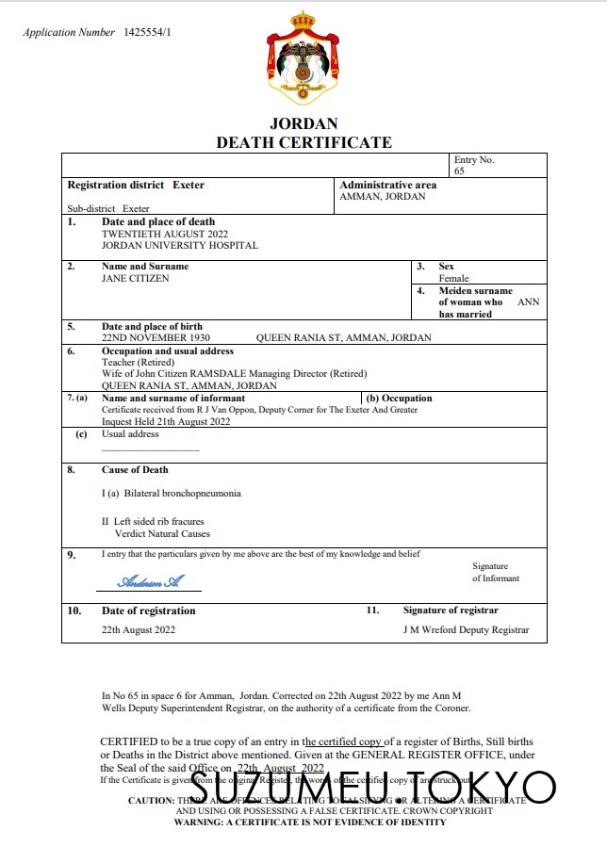 Application Number 1425554/1
JORDAN
DEATH CERTIFICATE
Entry No.
65
Registration district Exeter
Administrative area
AMMAN, JORDAN
Sub-district Exeter
1. Date and place of death
TWENTIETH AUGUST 2022
JORDAN UNIVERSITY HOSPITAL
2. Name and Surname
JANE CITIZEN
3. Sex
Female
4. Meiden surname
of woman who ANN
has married
5. Date and place of birth
22ND NOVEMBER 1930 QUEEN RANIA ST, AMMAN, JORDAN
6. Occupation and usual address
Teacher (Retired)
Wife of John Citizen RAMSDALE Managing Director (Retired)
QUEEN RANIA ST, AMMAN, JORDAN
7. (a) Name and surname of informant (b) Occupation
Certificate received from R J Van Oppon, Deputy Corner for The Exeter And Greater
Inquest Held 21th August 2022
(c) Usual address
8. Cause of Death
I (a) Bilateral bronchopneumonia
II Left sided rib fracures
Verdict Natural Causes
9. I entry that the particulars given by me above are the best of my knowledge and belief
Anderson A.
Signature
of Informant
10. Date of registration
22th August 2022
11. Signature of registrar
J M Wreford Deputy Registrar
In No 65 in space 6 for Amman, Jordan. Corrected on 22th August 2022 by me Ann M
Wells Deputy Superintendent Registrar, on the authority of a certificate from the Coroner.
CERTIFIED to be a true copy of an entry in the certified copy of a register of Births, Still births
or Deaths in the District above mentioned. Given at the GENERAL REGISTER OFFICE, under
the Seal of the said Office on 22th August 2022
If the Certificate is given from the original Register, the words of the certified copy of are struck out
SUZUMEU TOKYO
CAUTION: THERE ARE OFFENCES RELATING TO FALSIFYING OR ALTERING A CERTIFICATE
AND USING OR POSSESSING A FALSE CERTIFICATE. CROWN COPYRIGHT
WARNING: A CERTIFICATE IS NOT EVIDENCE OF IDENTITY